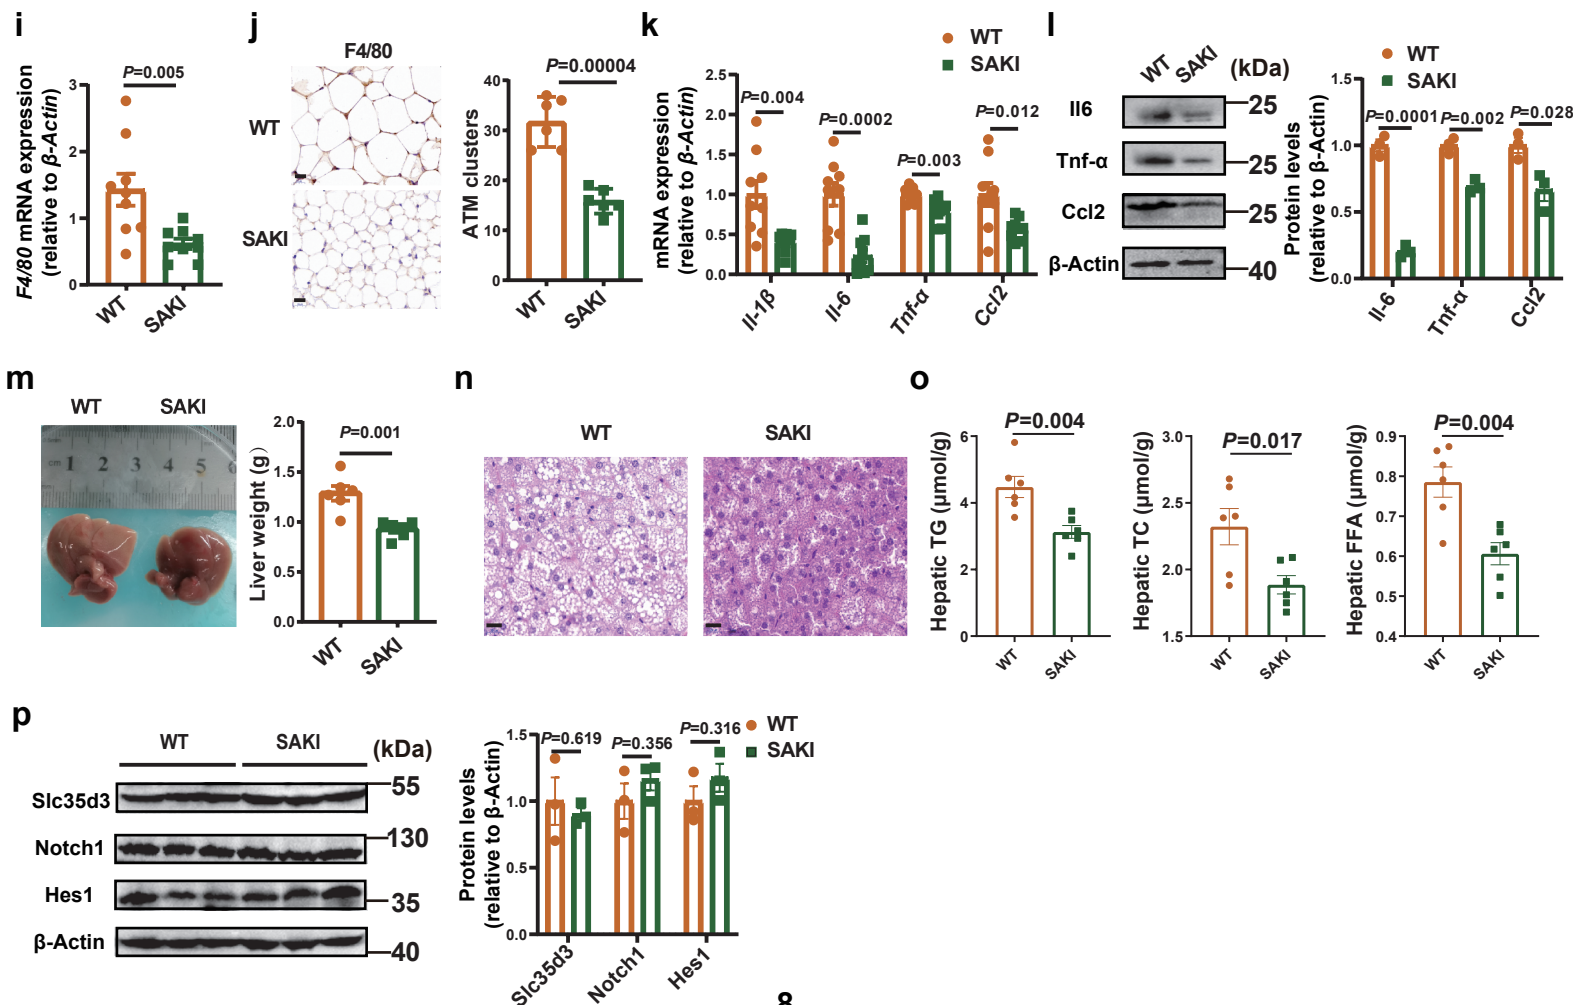 i
F4/80 mRNA expression
(relative to β-Actin)
3
2
1
0
P=0.005
WT
SAKI
j
F4/80
WT
SAKI
ATM clusters
40
30
20
10
0
P=0.00004
WT
SAKI
k
WT
SAKI
mRNA expression
(relative to β-Actin)
2.5
2.0
1.5
1.0
0.5
0.0
P=0.004
P=0.0002
P=0.003
P=0.012
Il-1β
Il-6
Tnf-α
Ccl2
l
WT SAKI (kDa)
Il6
25
Tnf-α
25
Ccl2
25
β-Actin
40
WT
SAKI
Protein levels
(relative to β-Actin)
1.5
1.0
0.5
0.0
P=0.0001
P=0.002
P=0.028
Il-6
Tnf-α
Ccl2
m
WT SAKI
cm 1 2 3 4 5
Liver weight (g)
2.0
1.5
1.0
0.5
0.0
P=0.001
WT
SAKI
n
WT SAKI
o
Hepatic TG (μmol/g)
6
4
2
0
P=0.004
WT
SAKI
Hepatic TC (μmol/g)
3.0
2.5
2.0
1.5
P=0.017
WT
SAKI
Hepatic FFA (μmol/g)
0.9
0.8
0.7
0.6
0.5
0.4
P=0.004
WT
SAKI
p
WT SAKI (kDa)
Slc35d3
55
Notch1
130
Hes1
35
β-Actin
40
Protein levels
(relative to β-Actin)
1.5
1.0
0.5
0.0
P=0.619
P=0.356
P=0.316
WT
SAKI
Slc35d3
Notch1
Hes1
8